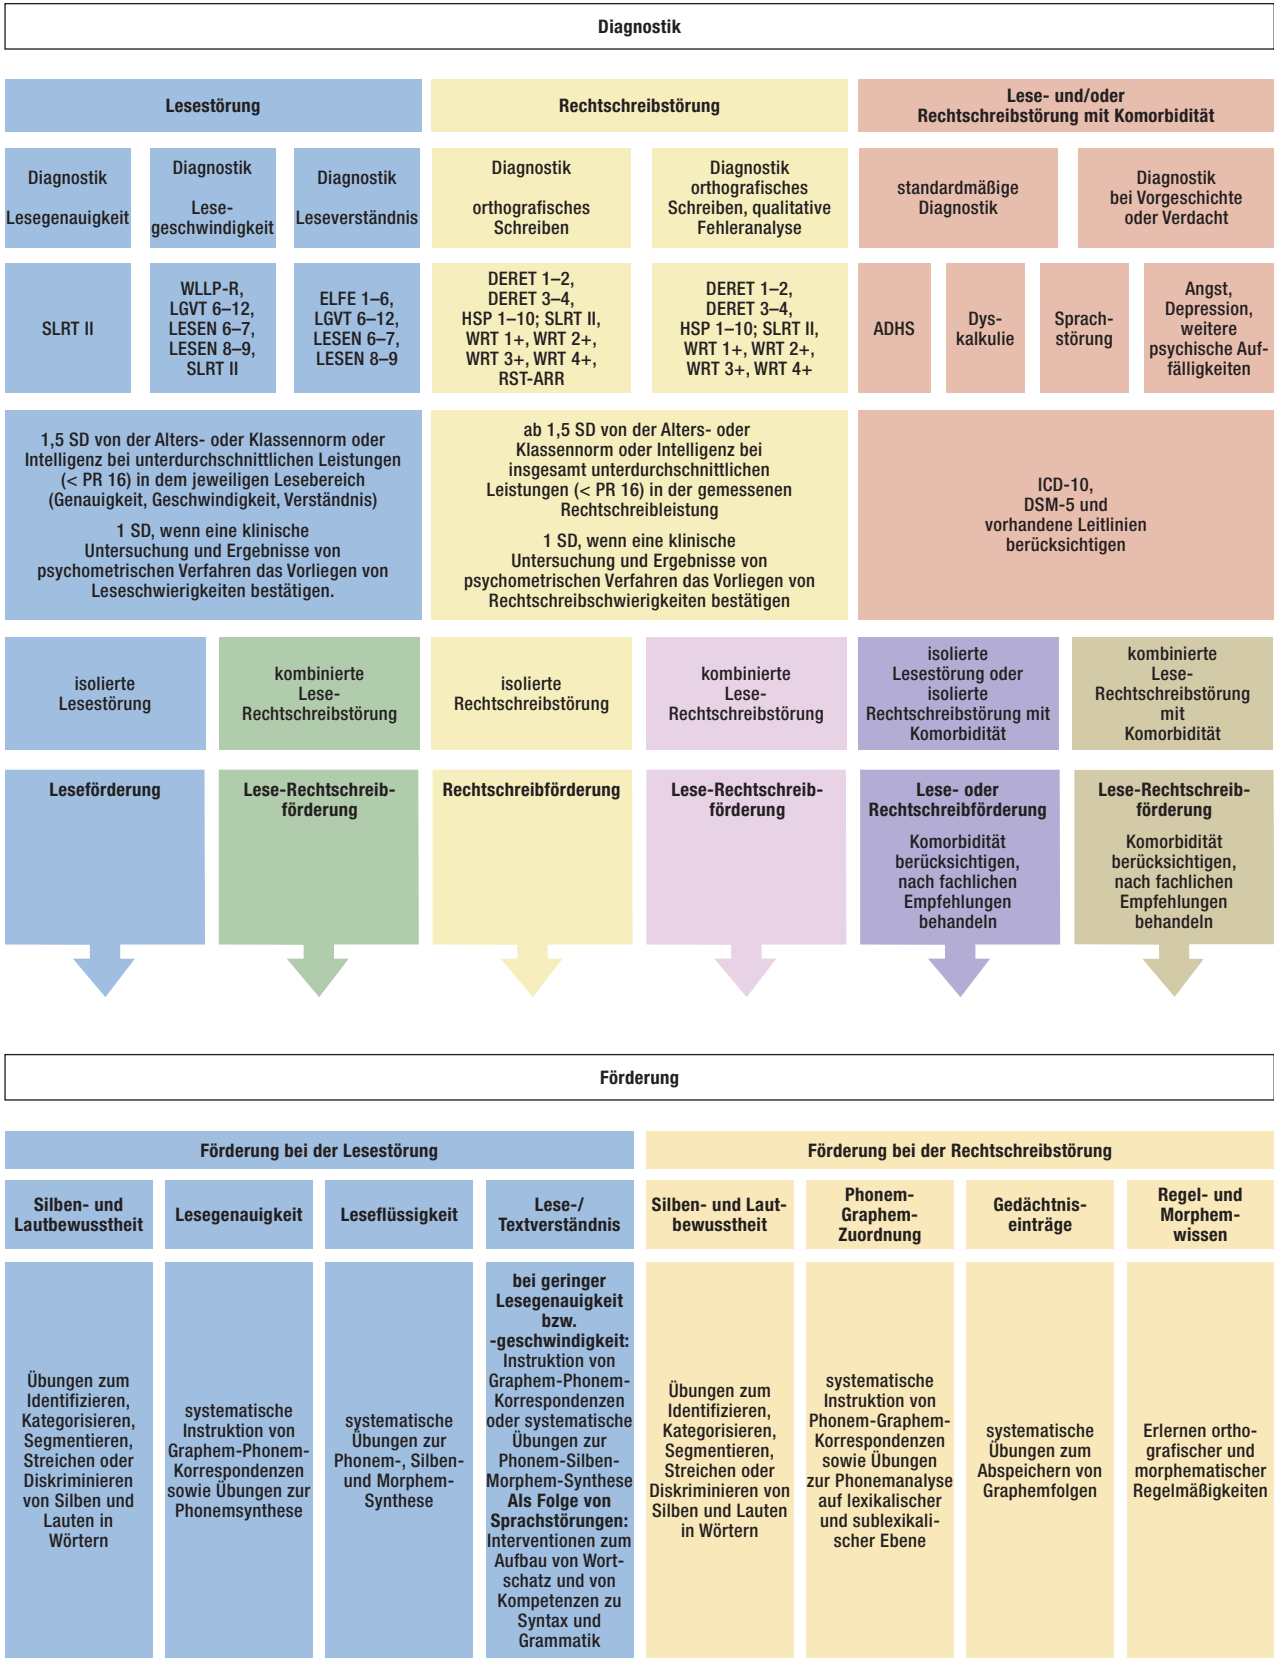 Diagnostik
Lesestörung
Rechtschreibstörung
Lese- und/oder
Rechtschreibstörung mit Komorbidität
Diagnostik
Lesegenauigkeit
Diagnostik
Lese-
geschwindigkeit
Diagnostik
Leseverständnis
Diagnostik
orthografisches
Schreiben
Diagnostik
orthografisches
Schreiben, qualitative
Fehleranalyse
standardmäßige
Diagnostik
Diagnostik
bei Vorgeschichte
oder Verdacht
SLRT II
WLLP-R,
LGVT 6–12,
LESEN 6–7,
LESEN 8–9,
SLRT II
ELFE 1–6,
LGVT 6–12,
LESEN 6–7,
LESEN 8–9
DERET 1–2,
DERET 3–4,
HSP 1–10; SLRT II,
WRT 1+, WRT 2+,
WRT 3+, WRT 4+,
RST-ARR
DERET 1–2,
DERET 3–4,
HSP 1–10; SLRT II,
WRT 1+, WRT 2+,
WRT 3+, WRT 4+
ADHS
Dys-
kalkulie
Sprach-
störung
Angst,
Depression,
weitere
psychische Auf-
fälligkeiten
1,5 SD von der Alters- oder Klassennorm oder
Intelligenz bei unterdurchschnittlichen Leistungen
(< PR 16) in dem jeweiligen Lesebereich
(Genauigkeit, Geschwindigkeit, Verständnis)
1 SD, wenn eine klinische
Untersuchung und Ergebnisse von
psychometrischen Verfahren das Vorliegen von
Leseschwierigkeiten bestätigen.
ab 1,5 SD von der Alters- oder
Klassennorm oder Intelligenz bei
insgesamt unterdurchschnittlichen
Leistungen (< PR 16) in der gemessenen
Rechtschreibleistung
1 SD, wenn eine klinische
Untersuchung und Ergebnisse von
psychometrischen Verfahren das Vorliegen von
Rechtschreibschwierigkeiten bestätigen
ICD-10,
DSM-5 und
vorhandene Leitlinien
berücksichtigen
isolierte
Lesestörung
kombinierte
Lese-
Rechtschreibstörung
isolierte
Rechtschreibstörung
kombinierte
Lese-
Rechtschreibstörung
isolierte
Lesestörung oder
isolierte
Rechtschreibstörung mit
Komorbidität
kombinierte
Lese-
Rechtschreibstörung
mit
Komorbidität
Leseförderung
Lese-Rechtschreib-
förderung
Rechtschreibförderung
Lese-Rechtschreib-
förderung
Lese- oder
Rechtschreibförderung
Komorbidität
berücksichtigen,
nach fachlichen
Empfehlungen
behandeln
Lese-Rechtschreib-
förderung
Komorbidität
berücksichtigen,
nach fachlichen
Empfehlungen
behandeln
Förderung
Förderung bei der Lesestörung
Förderung bei der Rechtschreibstörung
Silben- und
Lautbewusstheit
Lesegenauigkeit
Leseflüssigkeit
Lese-/
Textverständnis
Silben- und Laut-
bewusstheit
Phonem-
Graphem-
Zuordnung
Gedächtnis-
einträge
Regel- und
Morphem-
wissen
Übungen zum
Identifizieren,
Kategorisieren,
Segmentieren,
Streichen oder
Diskriminieren
von Silben und
Lauten in
Wörtern
systematische
Instruktion von
Graphem-Phonem-
Korrespondenzen
sowie Übungen zur
Phonemsynthese
systematische
Übungen zur
Phonem-, Silben-
und Morphem-
Synthese
bei geringer
Lesegenauigkeit
bzw.
-geschwindigkeit:
Instruktion von
Graphem-Phonem-
Korrespondenzen
oder systematische
Übungen zur
Phonem-Silben-
Morphem-Synthese
Als Folge von
Sprachstörungen:
Interventionen zum
Aufbau von Wort-
schatz und von
Kompetenzen zu
Syntax und
Grammatik
Übungen zum
Identifizieren,
Kategorisieren,
Segmentieren,
Streichen oder
Diskriminieren von
Silben und Lauten
in Wörtern
systematische
Instruktion von
Phonem-Graphem-
Korrespondenzen
sowie Übungen
zur Phonemanalyse
auf lexikalischer
und sublexikali-
scher Ebene
systematische
Übungen zum
Abspeichern von
Graphemfolgen
Erlernen ortho-
grafischer und
morphematischer
Regelmäßigkeiten